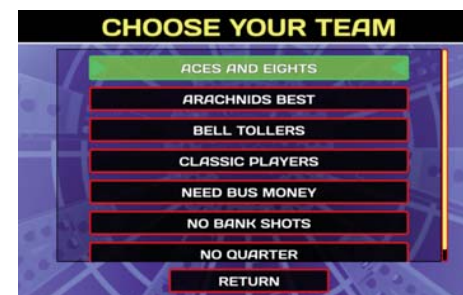 CHOOSE YOUR TEAM
ACES AND EIGHTS
ARACHNIDS BEST
BELL TOLLERS
CLASSIC PLAYERS
NEED BUS MONEY
NO BANK SHOTS
NO QUARTER
RETURN